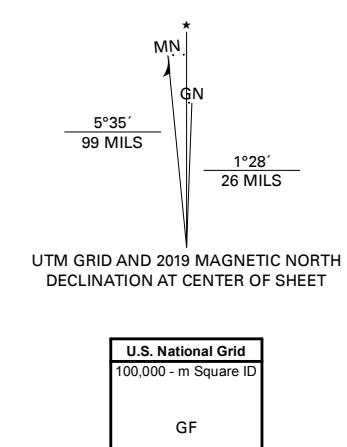 ★
MN
GN
5°35´
99 MILS
1°28´
26 MILS
UTM GRID AND 2019 MAGNETIC NORTH
DECLINATION AT CENTER OF SHEET
U.S. National Grid
100,000 - m Square ID
GF